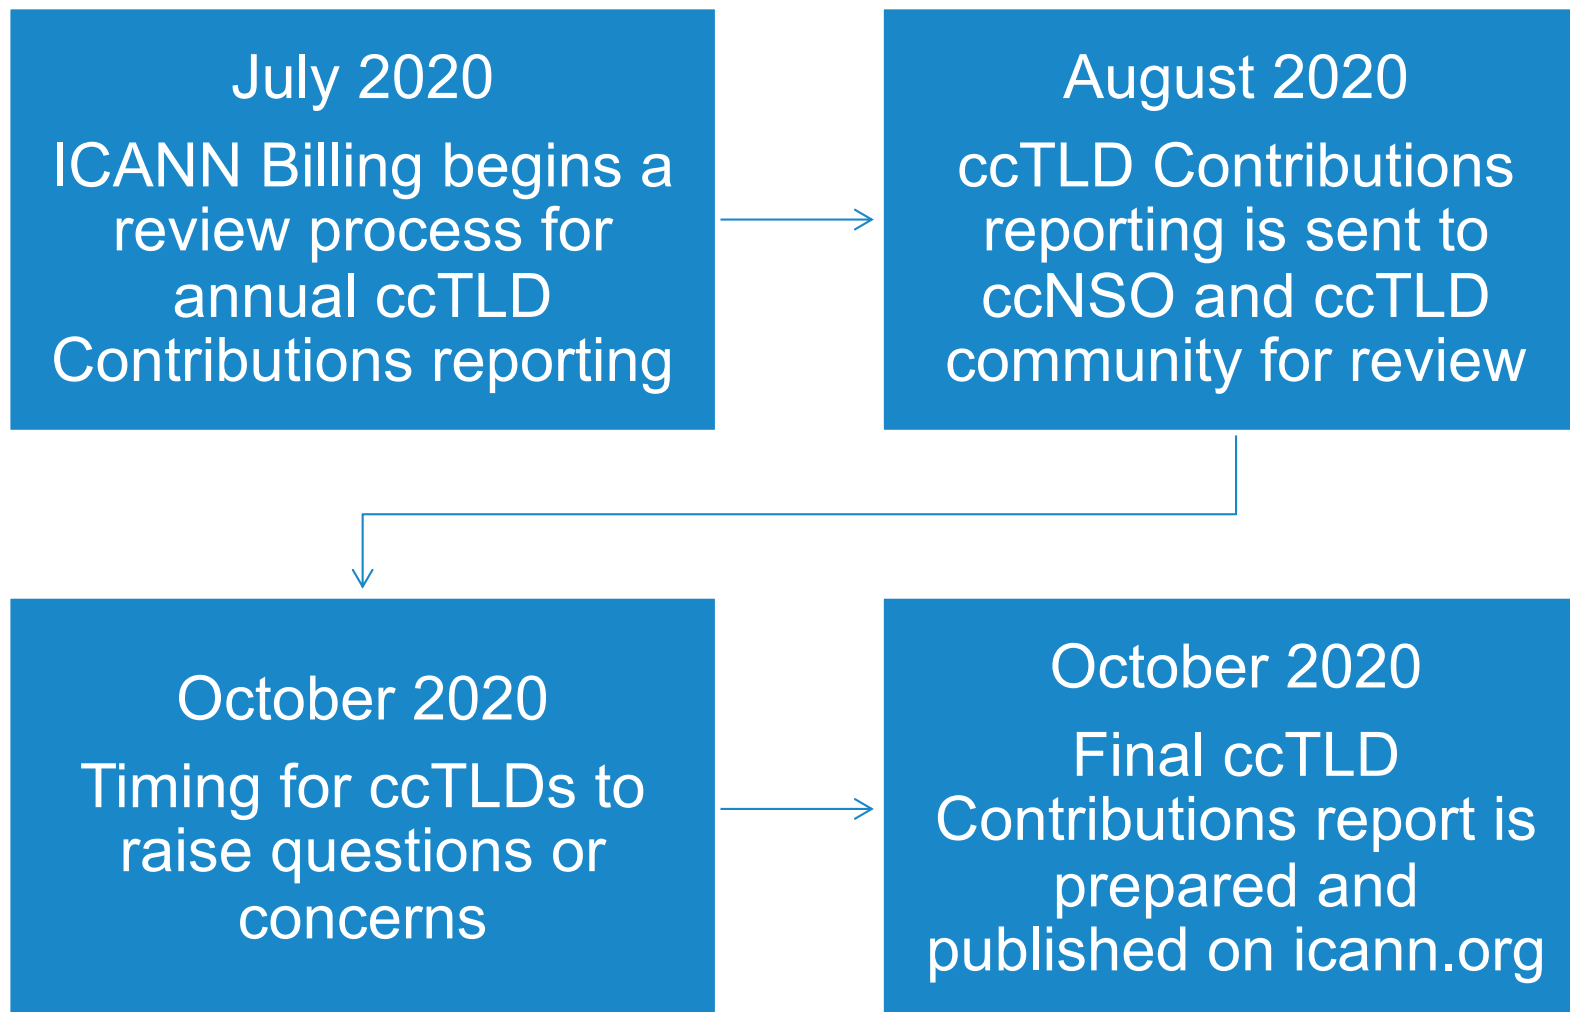 July 2020
ICANN Billing begins a
review process for
annual ccTLD
Contributions reporting
August 2020
ccTLD Contributions
reporting is sent to
ccNSO and ccTLD
community for review
October 2020
Timing for ccTLDs to
raise questions or
concerns
October 2020
Final ccTLD
Contributions report is
prepared and
published on icann.org